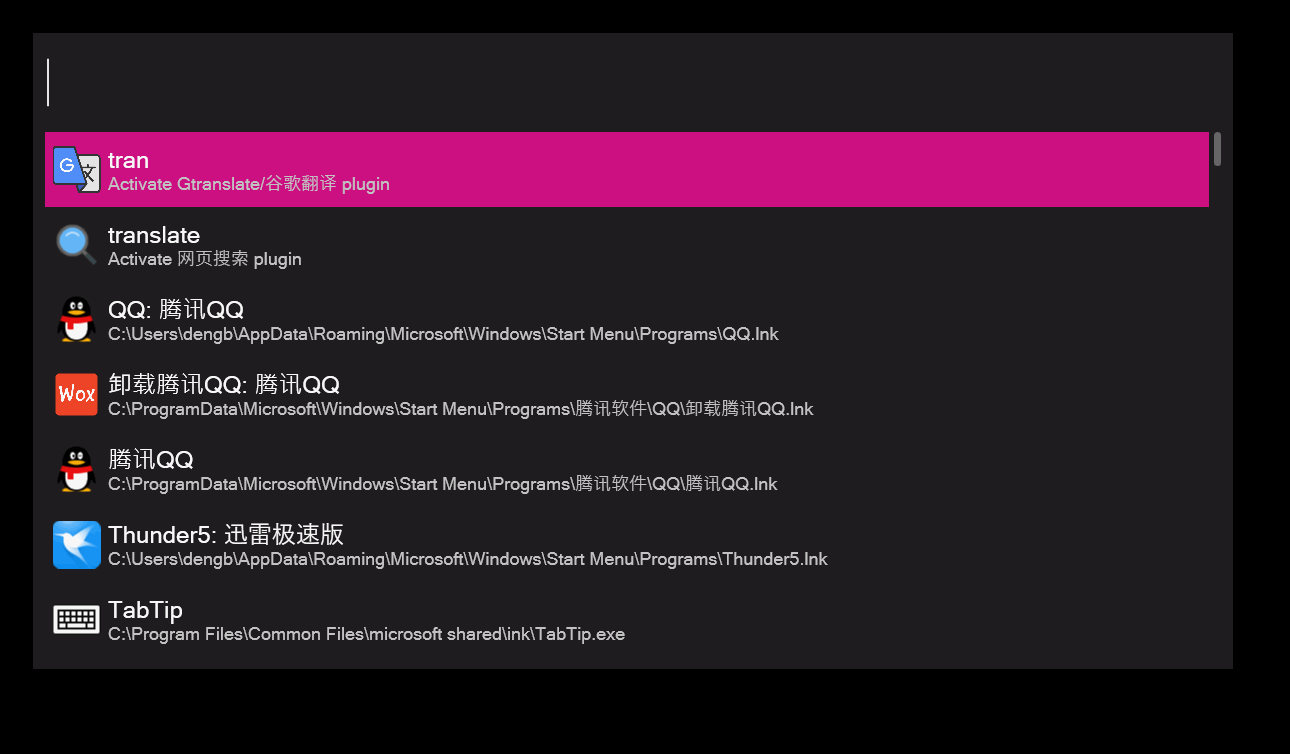 tran
Activate Gtranslate/谷歌翻译 plugin
translate
Activate 网页搜索 plugin
QQ: 腾讯QQ
C:\Users\dengb\AppData\Roaming\Microsoft\Windows\Start Menu\Programs\QQ.lnk
Wox
卸载腾讯QQ: 腾讯QQ
C:\ProgramData\Microsoft\Windows\Start Menu\Programs\腾讯软件\QQ\卸载腾讯QQ.lnk
腾讯QQ
C:\ProgramData\Microsoft\Windows\Start Menu\Programs\腾讯软件\QQ\腾讯QQ.lnk
Thunder5: 迅雷极速版
C:\Users\dengb\AppData\Roaming\Microsoft\Windows\Start Menu\Programs\Thunder5.lnk
TabTip
C:\Program Files\Common Files\microsoft shared\ink\TabTip.exe